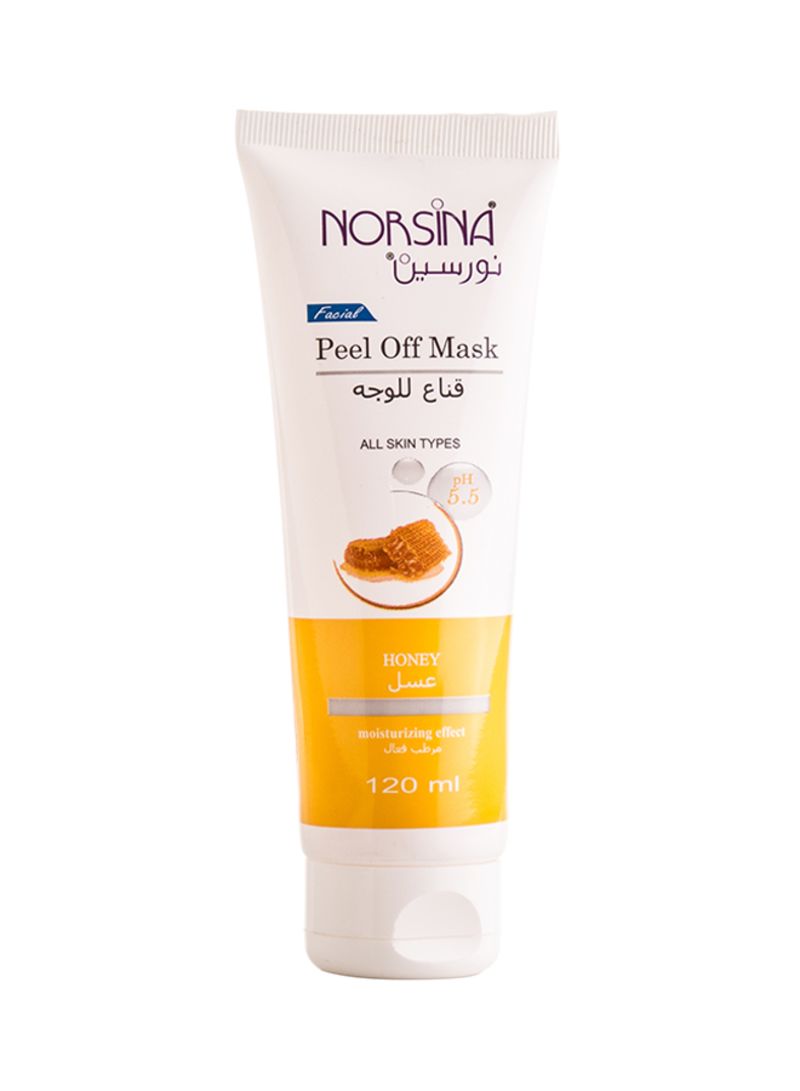 NORSINA®
نورسين®
Facial
Peel Off Mask
قناع للوجه
ALL SKIN TYPES
pH
5.5
HONEY
عسل
moisturizing effect
مرطب فعال
120 ml